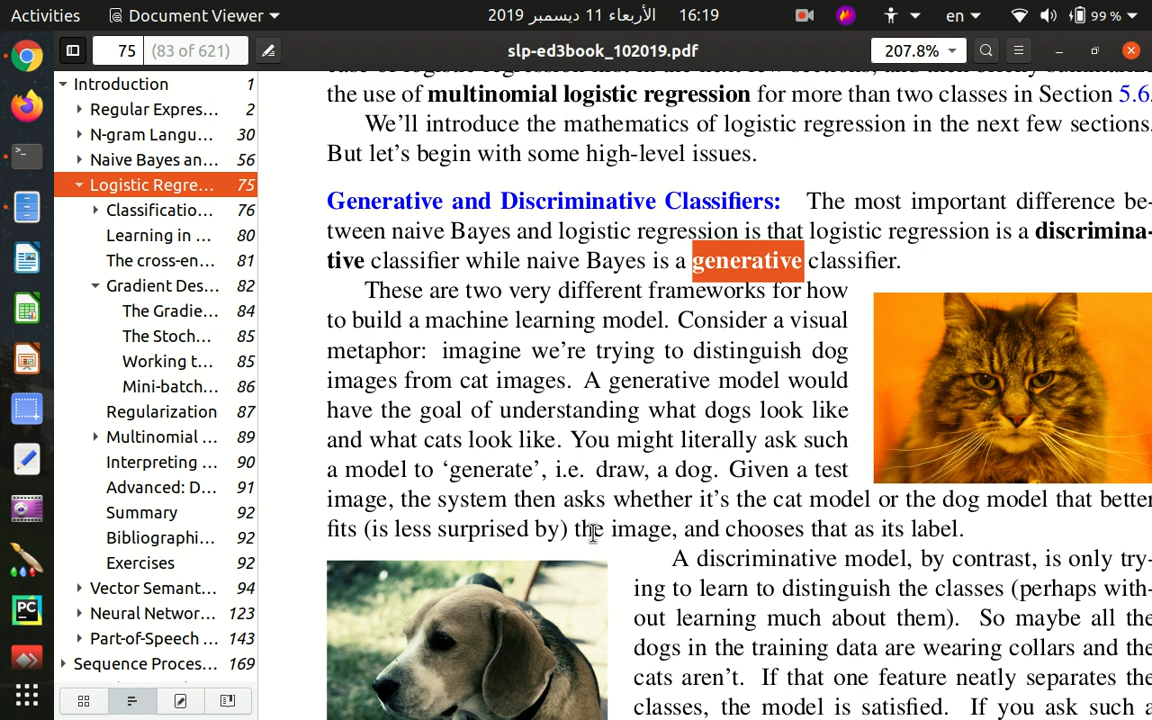 Activities
Document Viewer
الأربعاء 11 ديسمبر 2019 16:19
en
99 %
75 (83 of 621)
slp-ed3book_102019.pdf
207.8%
Introduction 1
Regular Expres... 2
N-gram Langu... 30
Naive Bayes an... 56
Logistic Regre... 75
Classificatio... 76
Learning in ... 80
The cross-en... 81
Gradient Des... 82
The Gradie... 84
The Stoch... 85
Working t... 85
Mini-batch... 86
Regularization 87
Multinomial ... 89
Interpreting ... 90
Advanced: D... 91
Summary 92
Bibliographi... 92
Exercises 92
Vector Semant... 94
Neural Networ... 123
Part-of-Speech ... 143
Sequence Proces... 169
PC
the use of multinomial logistic regression for more than two classes in Section 5.6.
We’ll introduce the mathematics of logistic regression in the next few sections.
But let’s begin with some high-level issues.
Generative and Discriminative Classifiers: The most important difference be-
tween naive Bayes and logistic regression is that logistic regression is a discrimina-
tive classifier while naive Bayes is a generative classifier.
These are two very different frameworks for how
to build a machine learning model. Consider a visual
metaphor: imagine we’re trying to distinguish dog
images from cat images. A generative model would
have the goal of understanding what dogs look like
and what cats look like. You might literally ask such
a model to ‘generate’, i.e. draw, a dog. Given a test
image, the system then asks whether it’s the cat model or the dog model that better
fits (is less surprised by) the image, and chooses that as its label.
A discriminative model, by contrast, is only try-
ing to learn to distinguish the classes (perhaps with-
out learning much about them). So maybe all the
dogs in the training data are wearing collars and the
cats aren’t. If that one feature neatly separates the
classes, the model is satisfied. If you ask such a